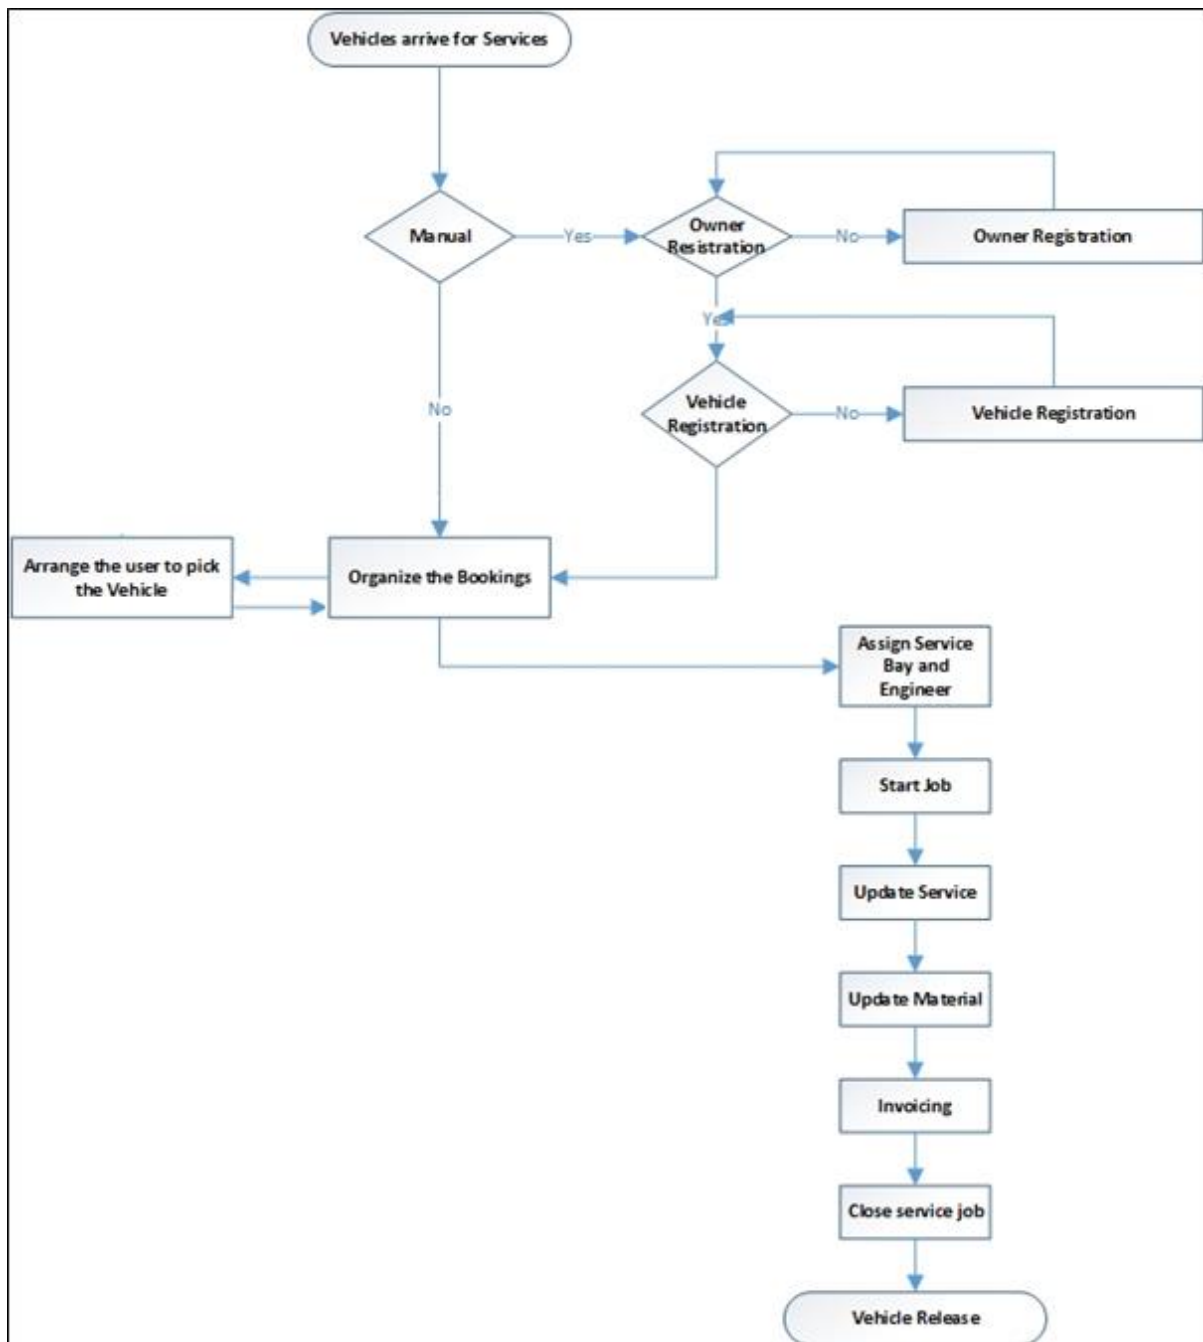 Vehicles arrive for Services
Manual
Yes
Owner
Resistration
No
Owner Registration
Yes
Vehicle
Registration
No
Vehicle Registration
No
Arrange the user to pick
the Vehicle
Organize the Bookings
Assign Service
Bay and
Engineer
Start Job
Update Service
Update Material
Invoicing
Close service job
Vehicle Release